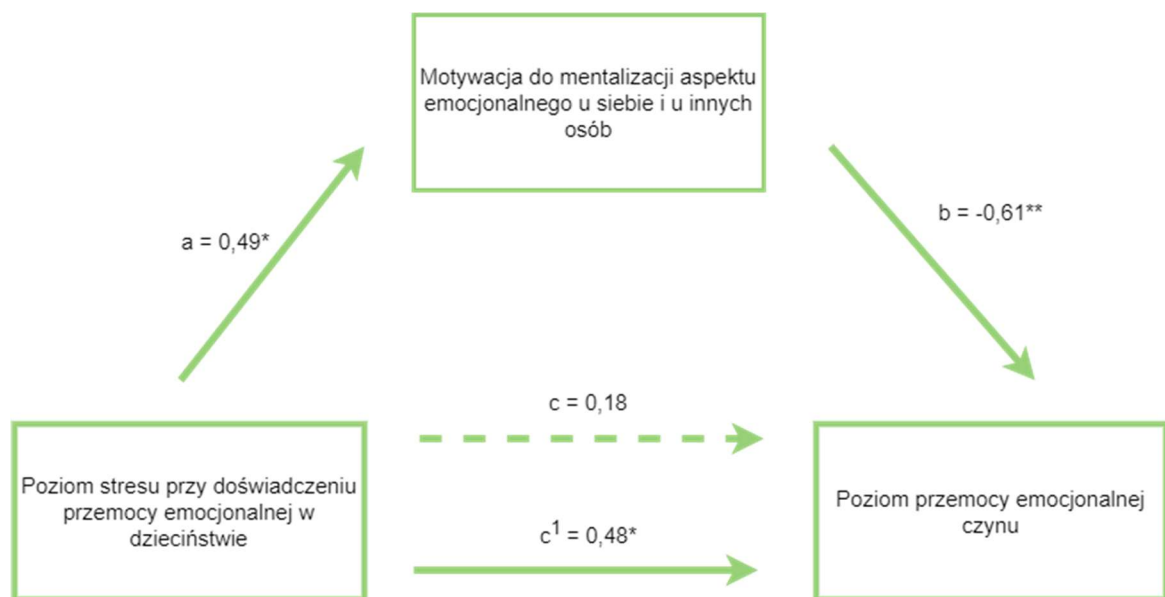 Motywacja do mentalizacji aspektu
emocjonalnego u siebie i u innych
osób
a = 0,49*
b = -0,61**
c = 0,18
Poziom stresu przy doświadczeniu
przemocy emocjonalnej w
dzieciństwie
c¹ = 0,48*
Poziom przemocy emocjonalnej
czynu